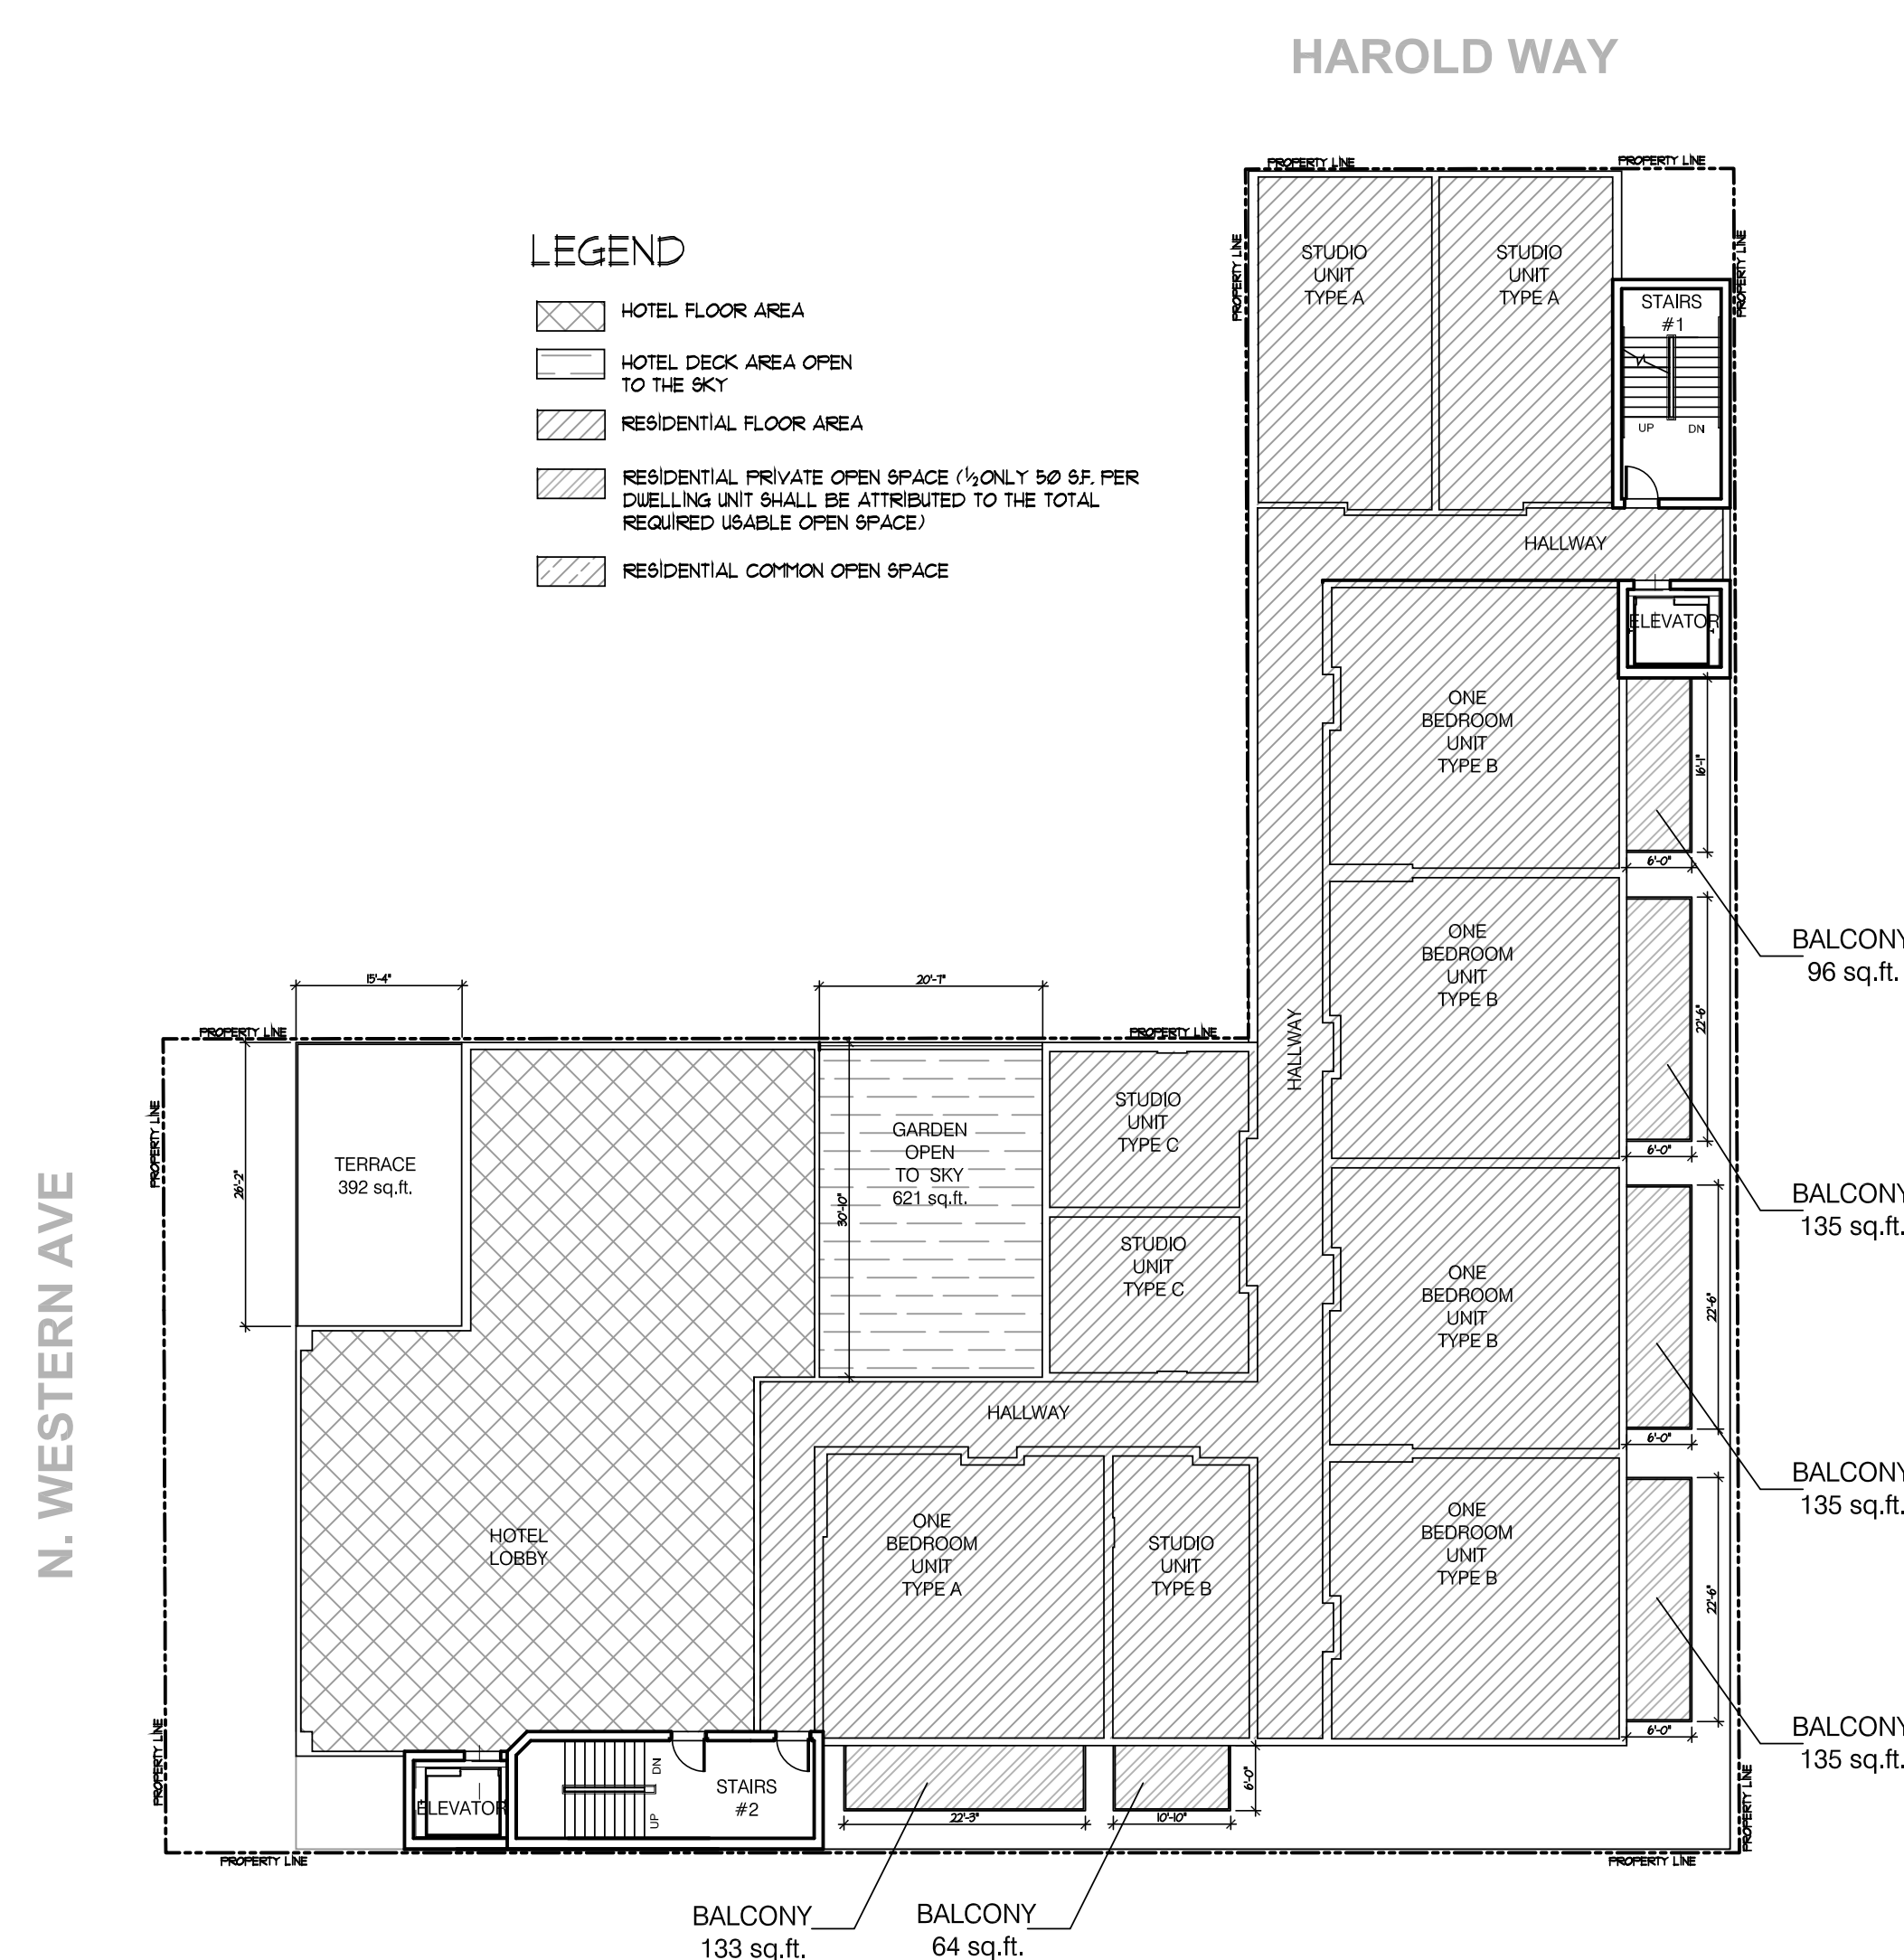 HAROLD WAY
PROPERTY LINE
PROPERTY LINE
LEGEND
HOTEL FLOOR AREA
HOTEL DECK AREA OPEN
TO THE SKY
RESIDENTIAL FLOOR AREA
RESIDENTIAL PRIVATE OPEN SPACE (½ ONLY 50 S.F. PER
DWELLING UNIT SHALL BE ATTRIBUTED TO THE TOTAL
REQUIRED USABLE OPEN SPACE)
RESIDENTIAL COMMON OPEN SPACE
PROPERTY LINE
PROPERTY LINE
STUDIO
UNIT
TYPE A
STUDIO
UNIT
TYPE A
STAIRS
#1
UP
DN
HALLWAY
ELEVATOR
ONE
BEDROOM
UNIT
TYPE B
16'-1"
6'-0"
BALCONY
96 sq.ft.
ONE
BEDROOM
UNIT
TYPE B
22'-6"
6'-0"
BALCONY
135 sq.ft.
HALLWAY
15'-4"
20'-7"
PROPERTY LINE
PROPERTY LINE
PROPERTY LINE
N. WESTERN AVE
26'-2"
TERRACE
392 sq.ft.
GARDEN
OPEN
TO SKY
621 sq.ft.
30'-10"
STUDIO
UNIT
TYPE C
STUDIO
UNIT
TYPE C
ONE
BEDROOM
UNIT
TYPE B
22'-6"
6'-0"
BALCONY
135 sq.ft.
HALLWAY
HOTEL
LOBBY
ONE
BEDROOM
UNIT
TYPE A
STUDIO
UNIT
TYPE B
ONE
BEDROOM
UNIT
TYPE B
22'-6"
6'-0"
BALCONY
135 sq.ft.
PROPERTY LINE
ELEVATOR
DN
UP
STAIRS
#2
22'-3"
10'-10"
6'-0"
PROPERTY LINE
PROPERTY LINE
PROPERTY LINE
BALCONY
133 sq.ft.
BALCONY
64 sq.ft.